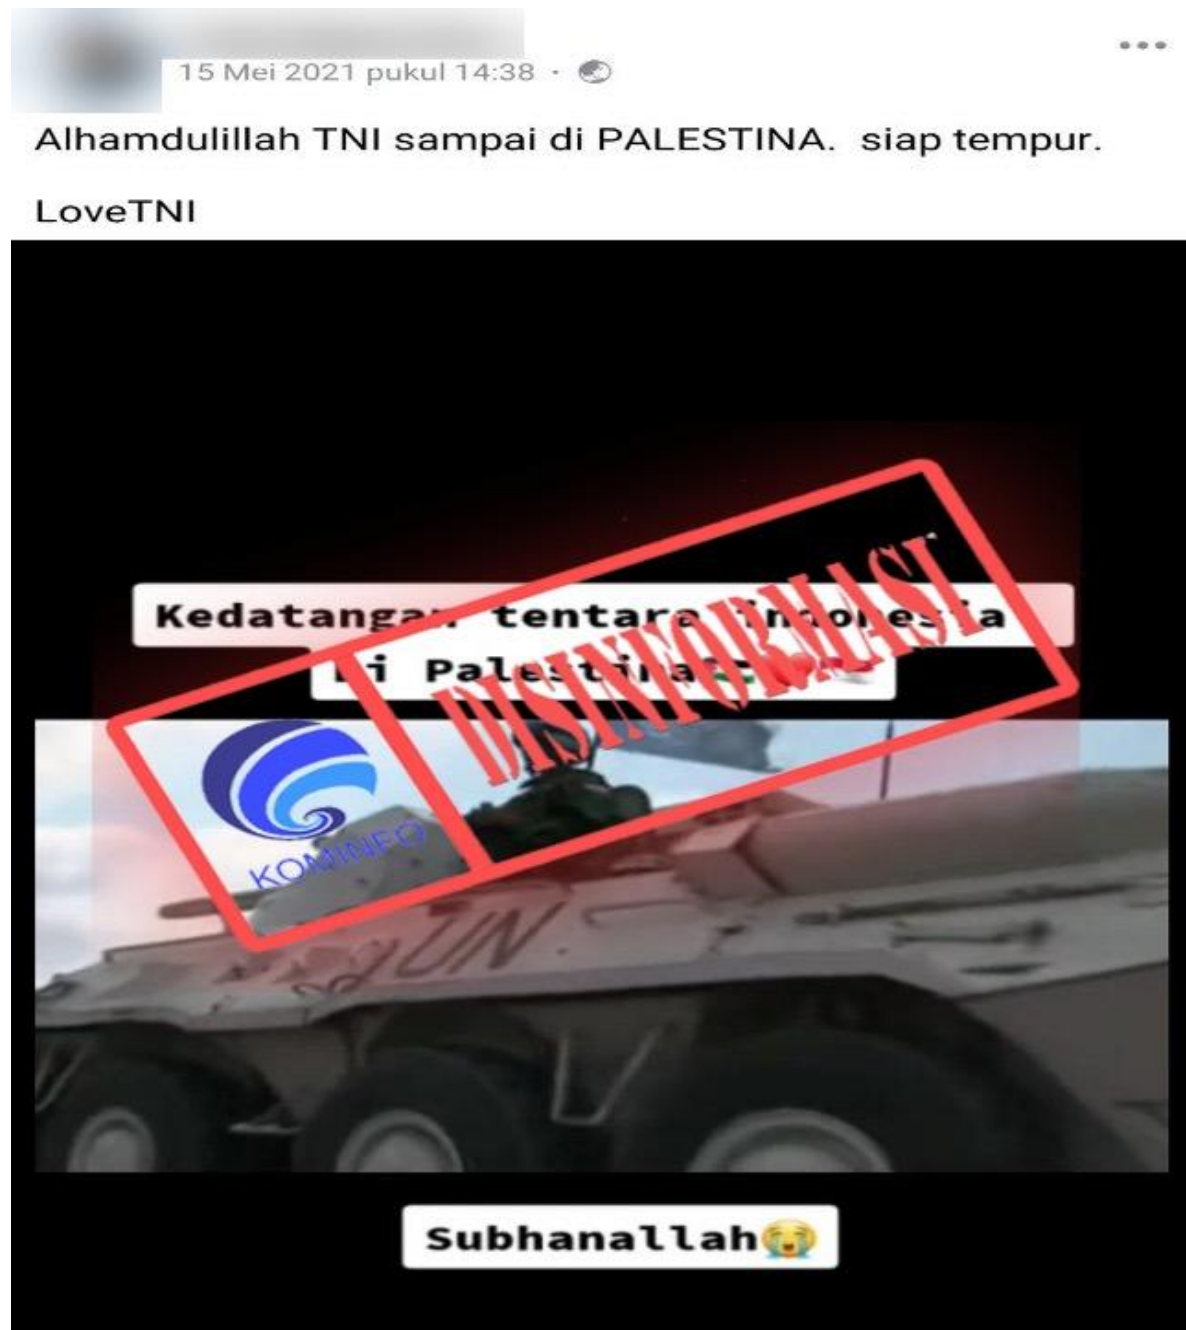 15 Mei 2021 pukul 14:38
Alhamdulillah TNI sampai di PALESTINA. siap tempur.
LoveTNI
Kedatangan tentara indonesia
Di Palestina
DISINFORMASI
KOMINFO
UN
Subhanallah😭